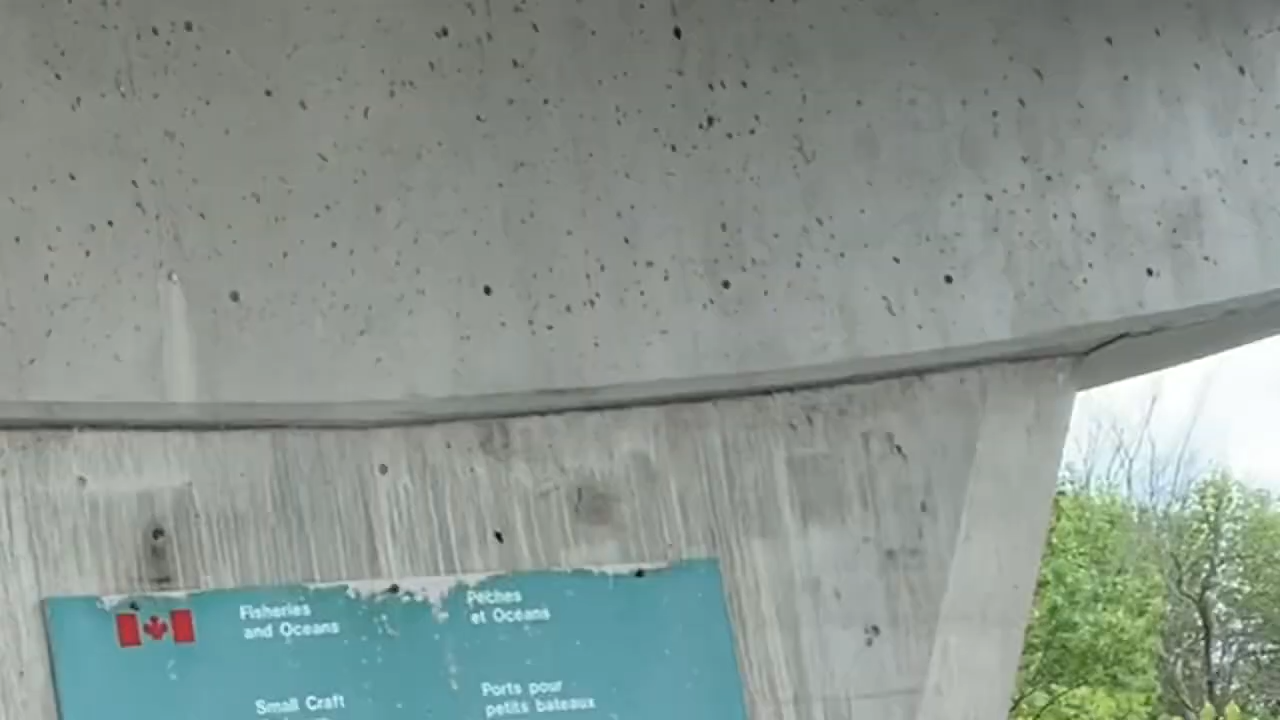 Fisheries
and Oceans
Pêches
et Océans
Small Craft
Ports pour
petits bateaux